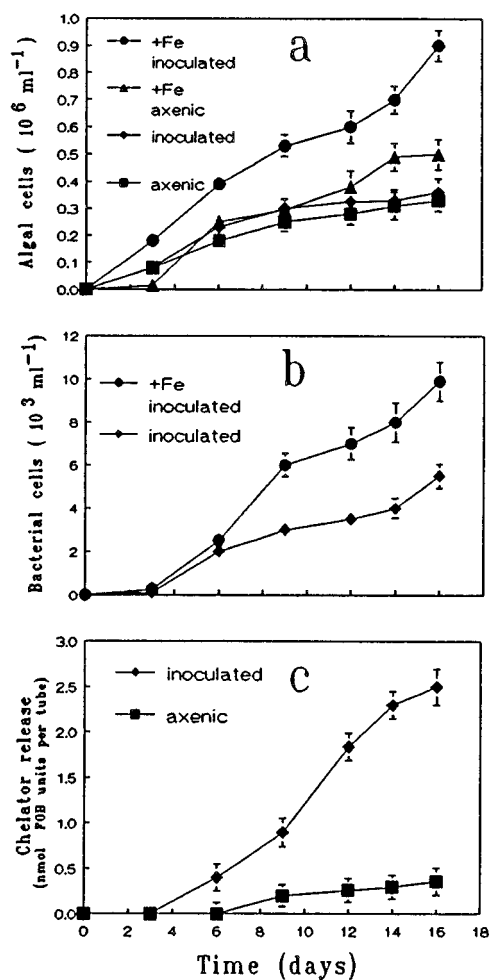 a
+Fe
inoculated
+Fe
axenic
inoculated
axenic
Algal cells ( 10⁶ ml⁻¹)
1.0
0.9
0.8
0.7
0.6
0.5
0.4
0.3
0.2
0.1
0.0
b
+Fe
inoculated
inoculated
Bacterial cells ( 10³ ml⁻¹)
12
10
8
6
4
2
0
c
inoculated
axenic
Chelator release
(nmol FOB units per tube)
3.0
2.5
2.0
1.5
1.0
0.5
0.0
0 2 4 6 8 10 12 14 16 18
Time (days)